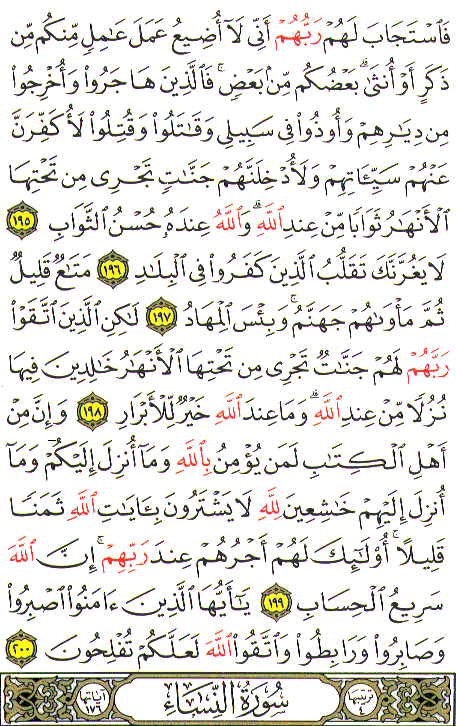 فَٱسْتَجَابَ لَهُمْ رَبُّهُمْ أَنِّى لَآ أُضِيعُ عَمَلَ عَـٰمِلٍ مِّنكُم مِّن
ذَكَرٍ أَوْ أُنثَىٰ ۖ بَعْضُكُم مِّنۢ بَعْضٍ ۖ فَٱلَّذِينَ هَاجَرُوا۟ وَأُخْرِجُوا۟
مِن دِيَـٰرِهِمْ وَأُوذُوا۟ فِى سَبِيلِى وَقَـٰتَلُوا۟ وَقُتِلُوا۟ لَأُكَفِّرَنَّ
عَنْهُمْ سَيِّـَٔاتِهِمْ وَلَأُدْخِلَنَّهُمْ جَنَّـٰتٍ تَجْرِى مِن تَحْتِهَا
ٱلْأَنْهَـٰرُ ثَوَابًا مِّنْ عِندِ ٱللَّهِ ۗ وَٱللَّهُ عِندَهُۥ حُسْنُ ٱلثَّوَابِ ١٩٥
لَا يَغُرَّنَّكَ تَقَلُّبُ ٱلَّذِينَ كَفَرُوا۟ فِى ٱلْبِلَـٰدِ ١٩٦ مَتَـٰعٌ قَلِيلٌ
ثُمَّ مَأْوَىٰهُمْ جَهَنَّمُ ۚ وَبِئْسَ ٱلْمِهَادُ ١٩٧ لَـٰكِنِ ٱلَّذِينَ ٱتَّقَوْا۟
رَبَّهُمْ لَهُمْ جَنَّـٰتٌ تَجْرِى مِن تَحْتِهَا ٱلْأَنْهَـٰرُ خَـٰلِدِينَ فِيهَا
نُزُلًا مِّنْ عِندِ ٱللَّهِ ۗ وَمَا عِندَ ٱللَّهِ خَيْرٌ لِّلْأَبْرَارِ ١٩٨ وَإِنَّ مِنْ
أَهْلِ ٱلْكِتَـٰبِ لَمَن يُؤْمِنُ بِٱللَّهِ وَمَآ أُنزِلَ إِلَيْكُمْ وَمَآ
أُنزِلَ إِلَيْهِمْ خَـٰشِعِينَ لِلَّهِ لَا يَشْتَرُونَ بِـَٔايَـٰتِ ٱللَّهِ ثَمَنًا
قَلِيلًا ۗ أُو۟لَـٰٓئِكَ لَهُمْ أَجْرُهُمْ عِندَ رَبِّهِمْ ۗ إِنَّ ٱللَّهَ
سَرِيعُ ٱلْحِسَابِ ١٩٩ يَـٰٓأَيُّهَا ٱلَّذِينَ ءَامَنُوا۟ ٱصْبِرُوا۟
وَصَابِرُوا۟ وَرَابِطُوا۟ وَٱتَّقُوا۟ ٱللَّهَ لَعَلَّكُمْ تُفْلِحُونَ ٢٠٠
ترتيبها ٤ سُورَةُ النِّسَاءِ آياتها ١٧٦